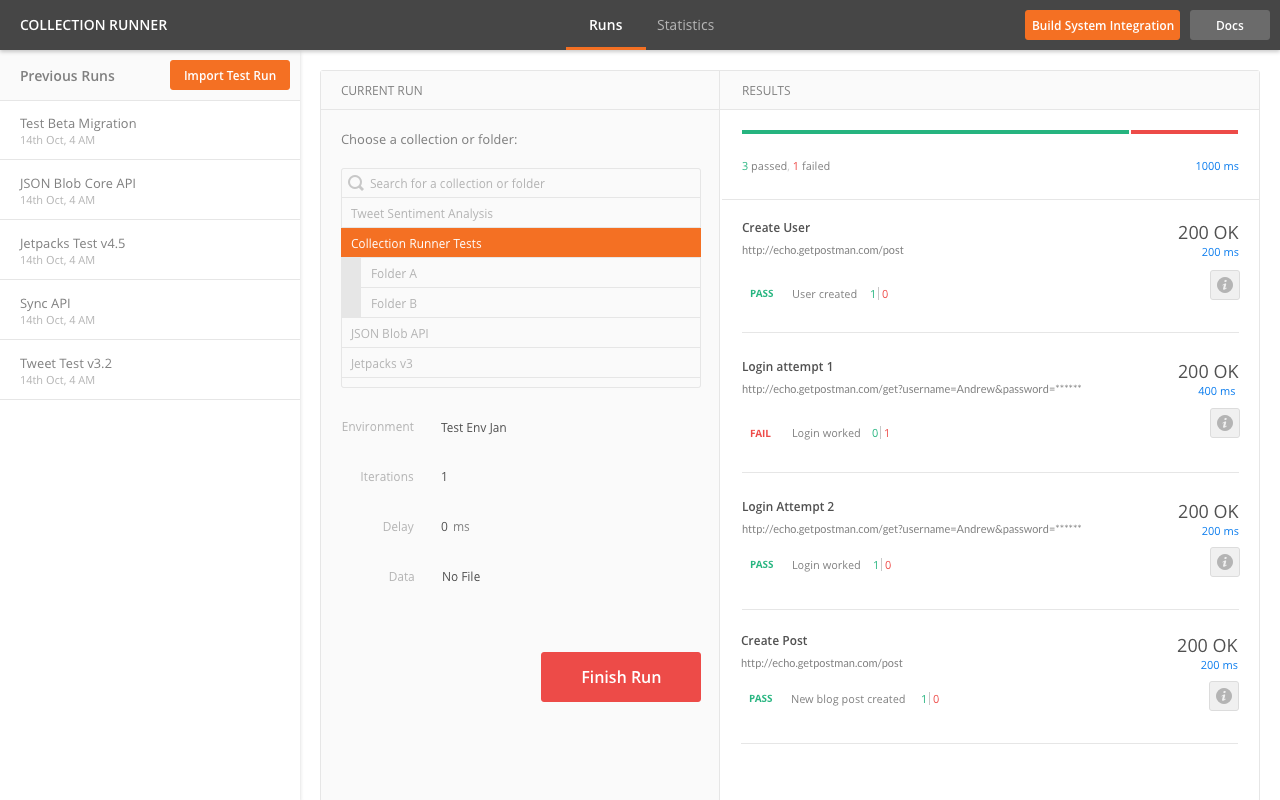 COLLECTION RUNNER
Runs
Statistics
Build System Integration
Docs
Previous Runs
Import Test Run
Test Beta Migration
14th Oct, 4 AM
JSON Blob Core API
14th Oct, 4 AM
Jetpacks Test v4.5
14th Oct, 4 AM
Sync API
14th Oct, 4 AM
Tweet Test v3.2
14th Oct, 4 AM
CURRENT RUN
Choose a collection or folder:
Search for a collection or folder
Tweet Sentiment Analysis
Collection Runner Tests
Folder A
Folder B
JSON Blob API
Jetpacks v3
Environment Test Env Jan
Iterations 1
Delay 0 ms
Data No File
Finish Run
RESULTS
3 passed, 1 failed 1000 ms
Create User 200 OK
http://echo.getpostman.com/post 200 ms
PASS User created 1|0
Login attempt 1 200 OK
http://echo.getpostman.com/get?username=Andrew&password=****** 400 ms
FAIL Login worked 0|1
Login Attempt 2 200 OK
http://echo.getpostman.com/get?username=Andrew&password=****** 200 ms
PASS Login worked 1|0
Create Post 200 OK
http://echo.getpostman.com/post 200 ms
PASS New blog post created 1|0